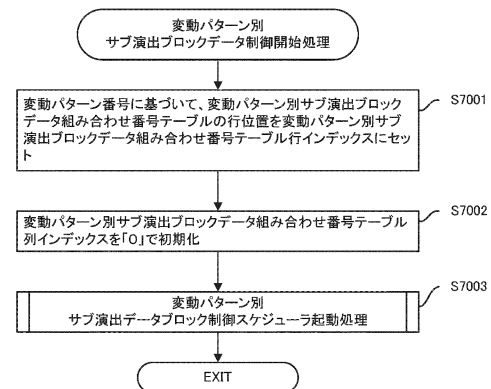 変動パターン別
サブ演出ブロックデータ制御開始処理
変動パターン番号に基づいて、変動パターン別サブ演出ブロック
データ組み合わせ番号テーブルの行位置を変動パターン別サブ
演出ブロックデータ組み合わせ番号テーブル行インデックスにセッ
ト
S7001
変動パターン別サブ演出ブロックデータ組み合わせ番号テーブル
列インデックスを「0」で初期化
S7002
変動パターン別
サブ演出データブロック制御スケジューラ起動処理
S7003
EXIT